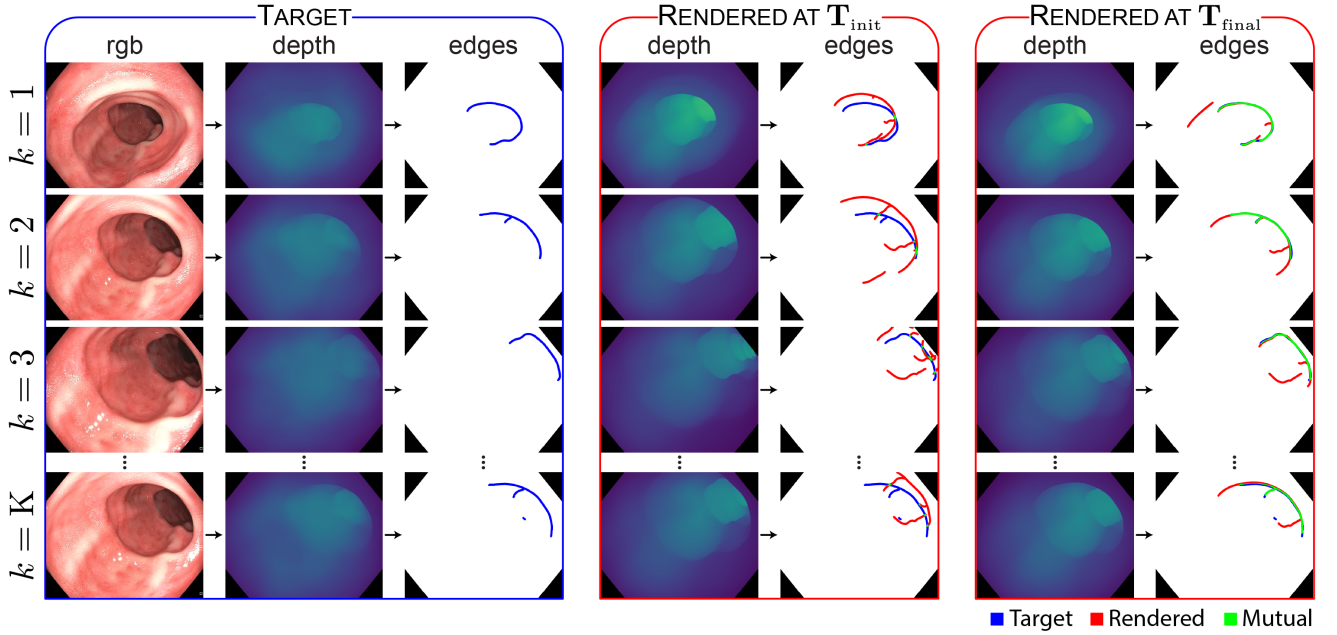 TARGET
RENDERED AT T_init
RENDERED AT T_final
rgb
depth
edges
depth
edges
depth
edges
k = 1
k = 2
k = 3
...
...
...
...
...
...
...
k = K
Target
Rendered
Mutual